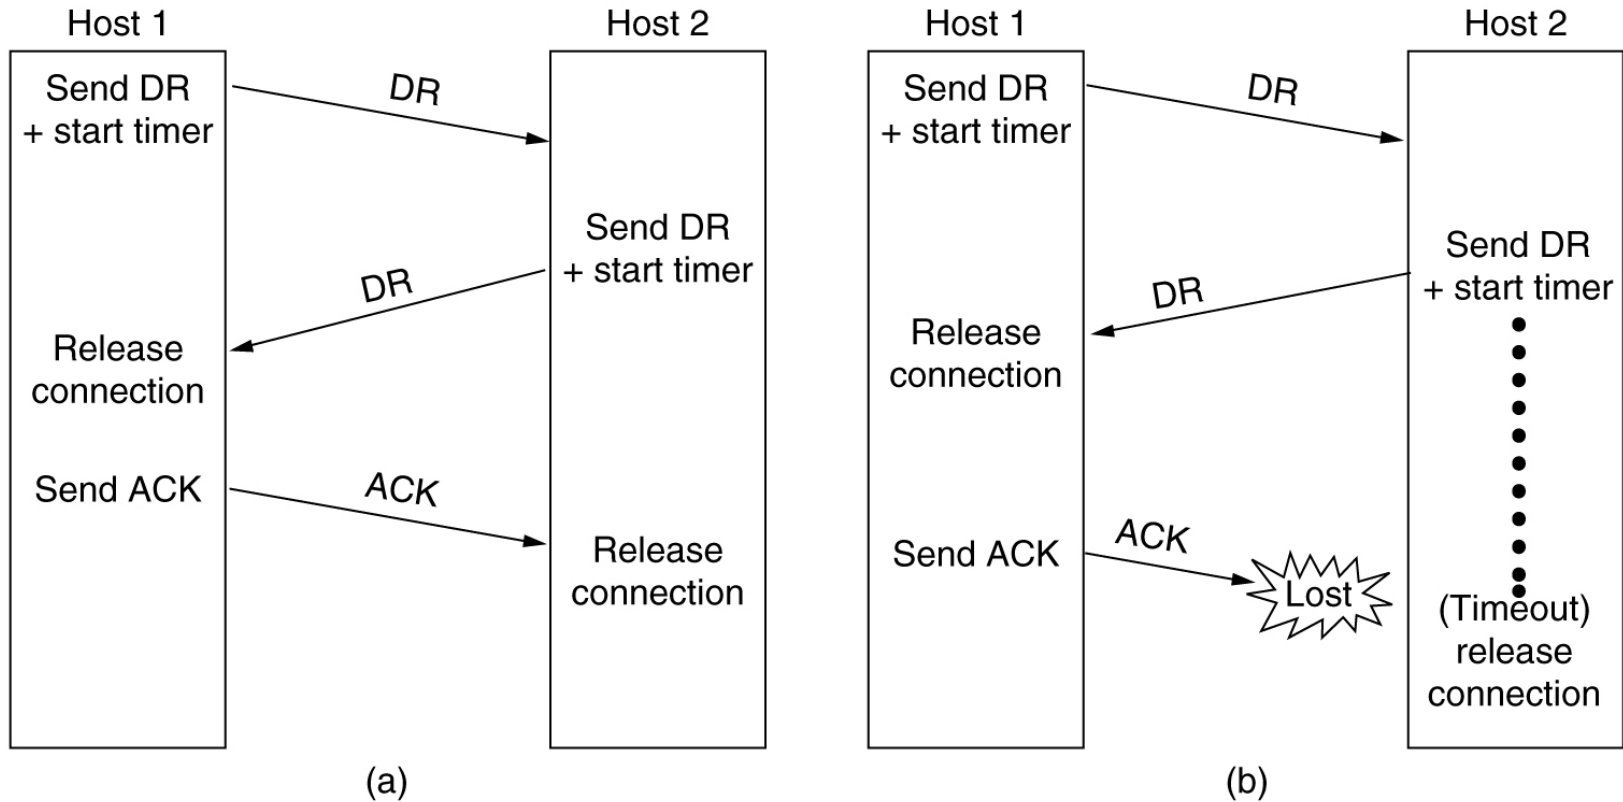 Host 1
Host 2
Send DR
+ start timer
DR
Send DR
+ start timer
DR
Release
connection
Send ACK
ACK
Release
connection
(a)
Host 1
Host 2
Send DR
+ start timer
DR
Send DR
+ start timer
DR
Release
connection
Send ACK
ACK
Lost
(Timeout)
release
connection
(b)